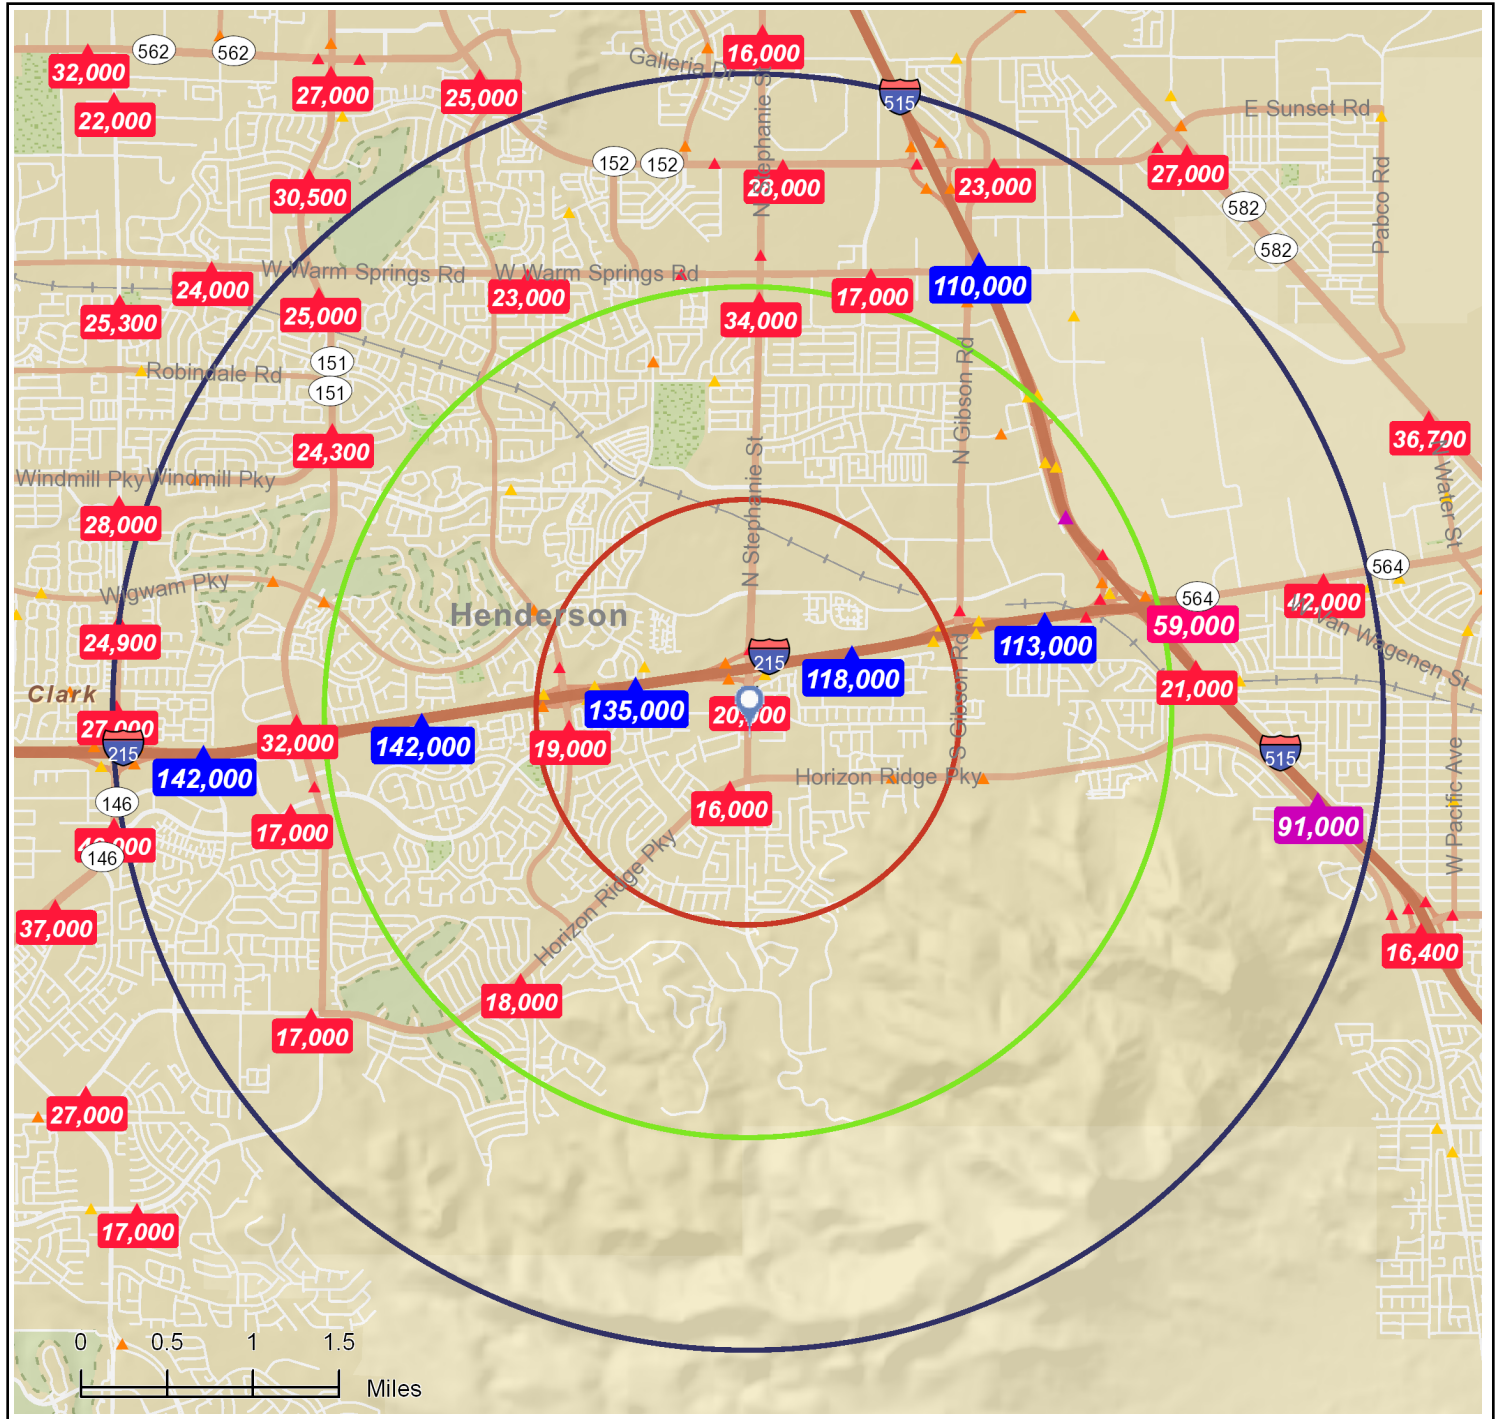 16,000
562
562
Galleria Dr
32,000
27,000
25,000
515
22,000
E Sunset Rd
N Stephanie St
152
152
28,000
23,000
27,000
30,500
582
Pabco Rd
582
W Warm Springs Rd
W Warm Springs Rd
24,000
23,000
17,000
110,000
25,300
25,000
34,000
151
Robindale Rd
151
N Gibson Rd
24,300
36,700
Windmill Pky
Windmill Pky
N Water St
28,000
N Stephanie St
564
Wigwam Pky
564
42,000
Henderson
59,000
W Van Wagenen St
24,900
113,000
215
118,000
S Gibson Rd
21,000
Clark
135,000
20,000
27,000
32,000
142,000
19,000
215
515
142,000
Horizon Ridge Pky
146
16,000
91,000
17,000
W Pacific Ave
146
Horizon Ridge Pky
37,000
16,400
18,000
17,000
27,000
17,000
0 0.5 1 1.5
Miles